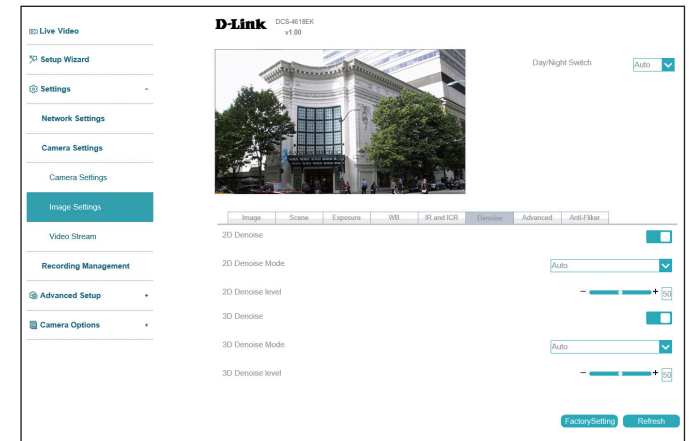 D-Link DCS-4618EK
v1.00
Live Video
Setup Wizard
Settings -
Network Settings
Camera Settings
Camera Settings
Image Settings
Video Stream
Recording Management
Advanced Setup +
Camera Options +
Day/Night Switch Auto
Image Scene Exposure WB IR and ICR Denoise Advanced Anti-Fliker
2D Denoise
2D Denoise Mode Auto
2D Denoise level - + 50
3D Denoise
3D Denoise Mode Auto
3D Denoise level - + 50
FactorySetting Refresh